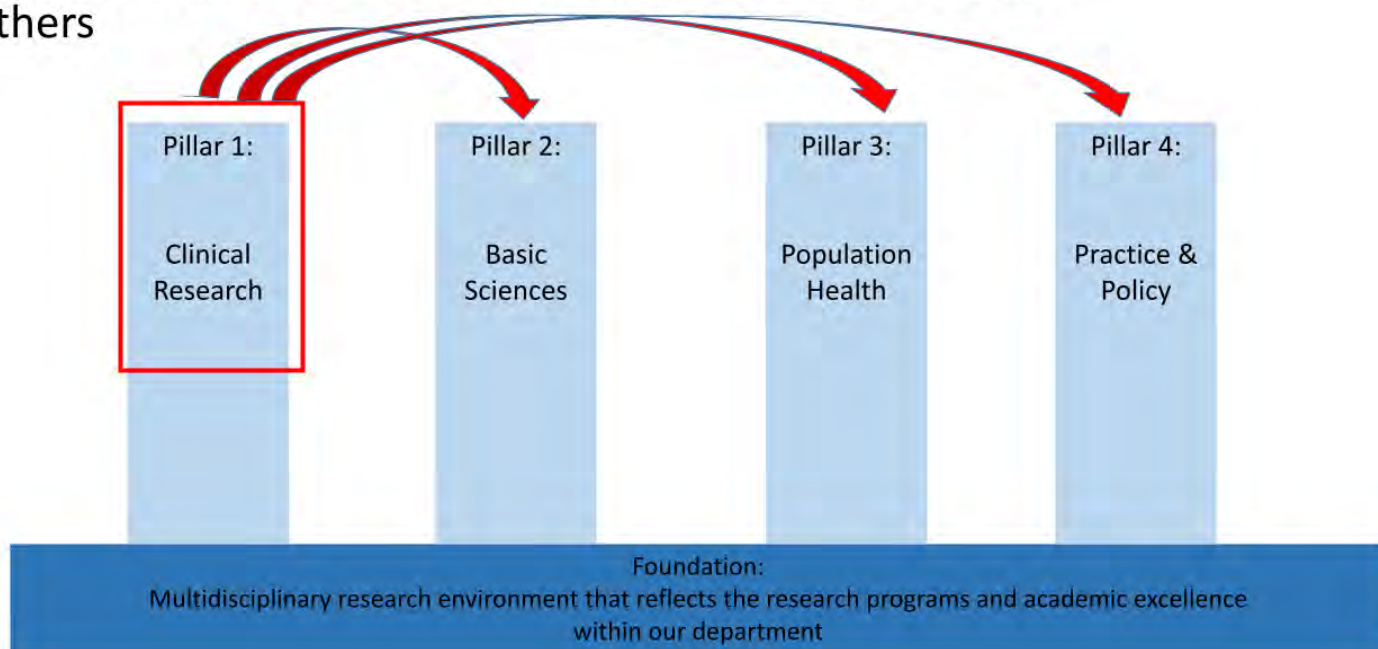 Pillar 1:
Clinical
Research
Pillar 2:
Basic
Sciences
Pillar 3:
Population
Health
Pillar 4:
Practice &
Policy
Foundation:
Multidisciplinary research environment that reflects the research programs and academic excellence
within our department